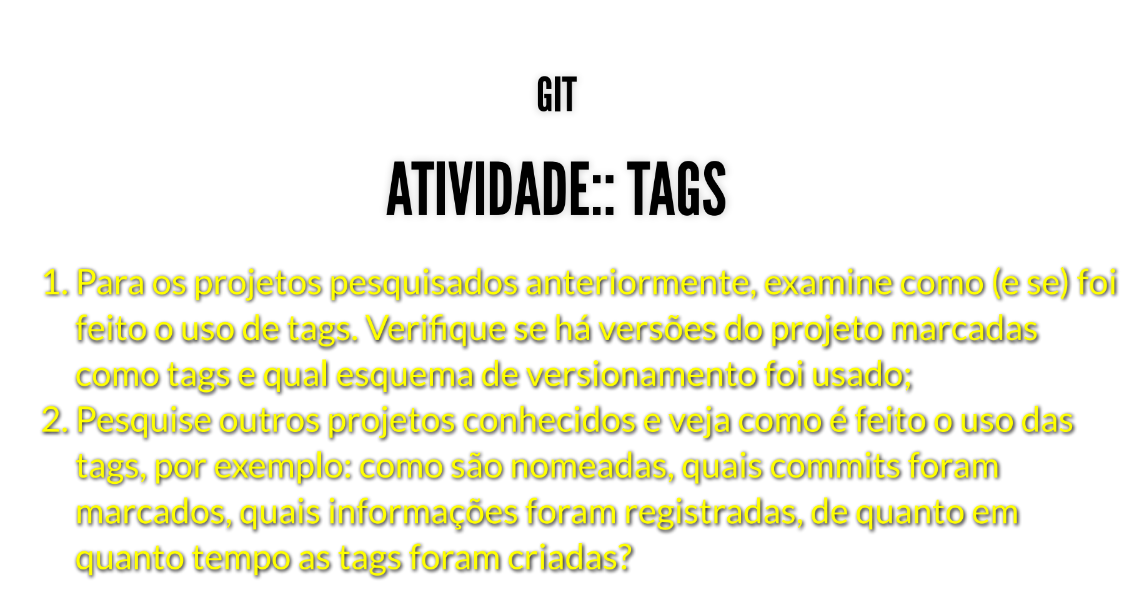 GIT
ATIVIDADE:: TAGS
1. Para os projetos pesquisados anteriormente, examine como (e se) foi
feito o uso de tags. Verifique se há versões do projeto marcadas
como tags e qual esquema de versionamento foi usado;
2. Pesquise outros projetos conhecidos e veja como é feito o uso das
tags, por exemplo: como são nomeadas, quais commits foram
marcados, quais informações foram registradas, de quanto em
quanto tempo as tags foram criadas?